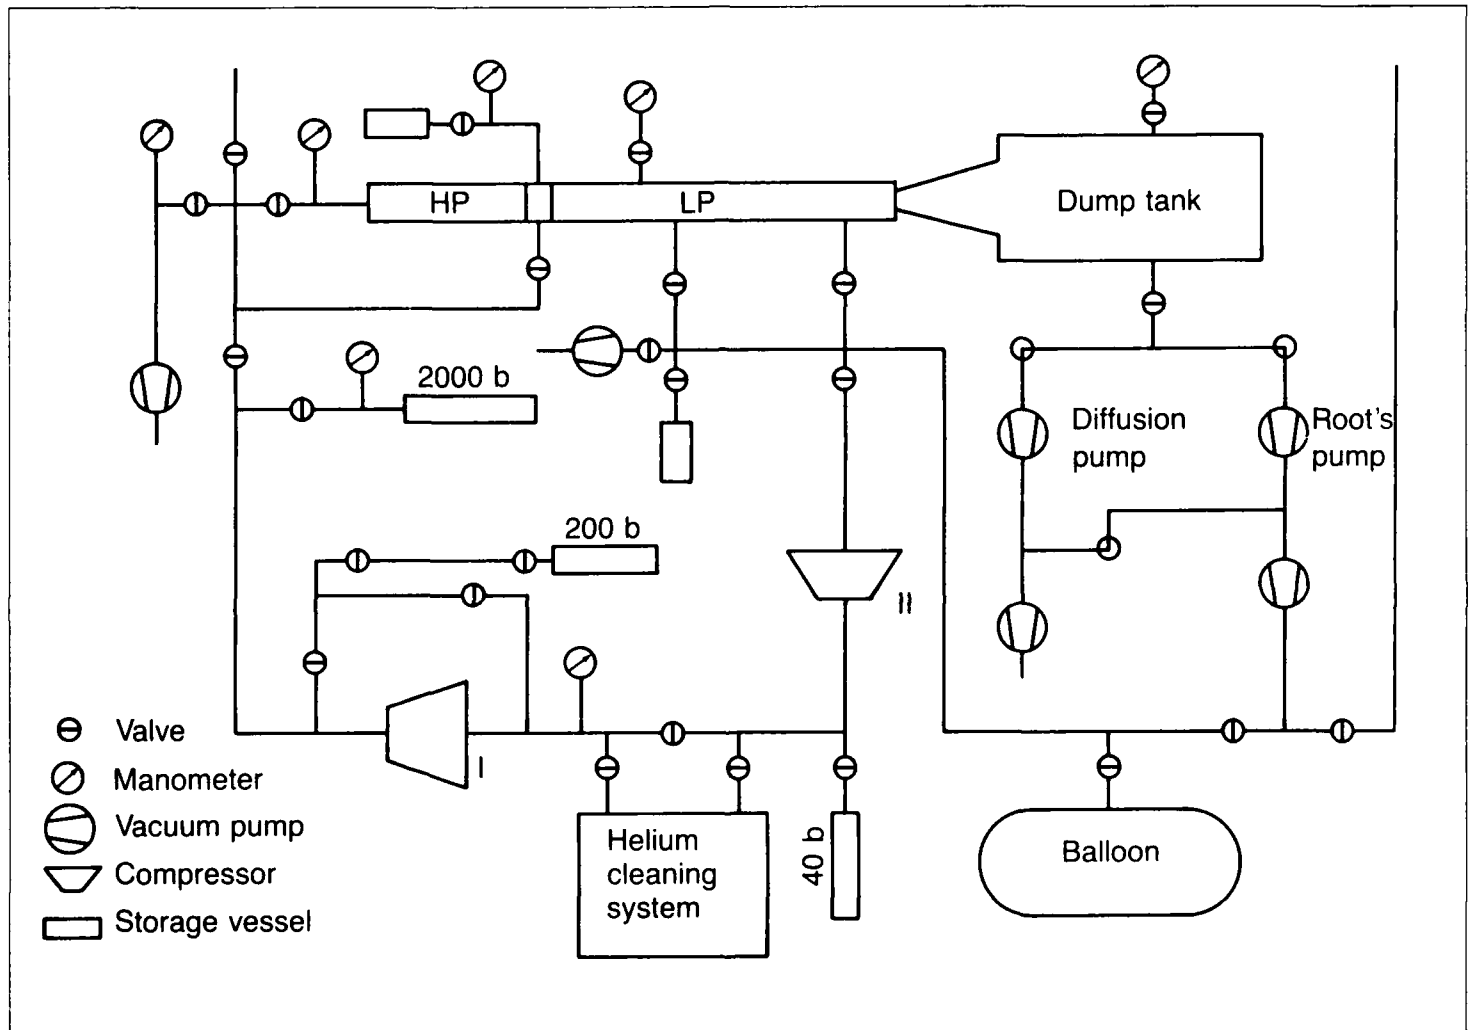 HP
LP
Dump tank
2000 b
Diffusion
pump
Root's
pump
200 b
II
I
Valve
Manometer
Vacuum pump
Compressor
Storage vessel
Helium
cleaning
system
40 b
Balloon